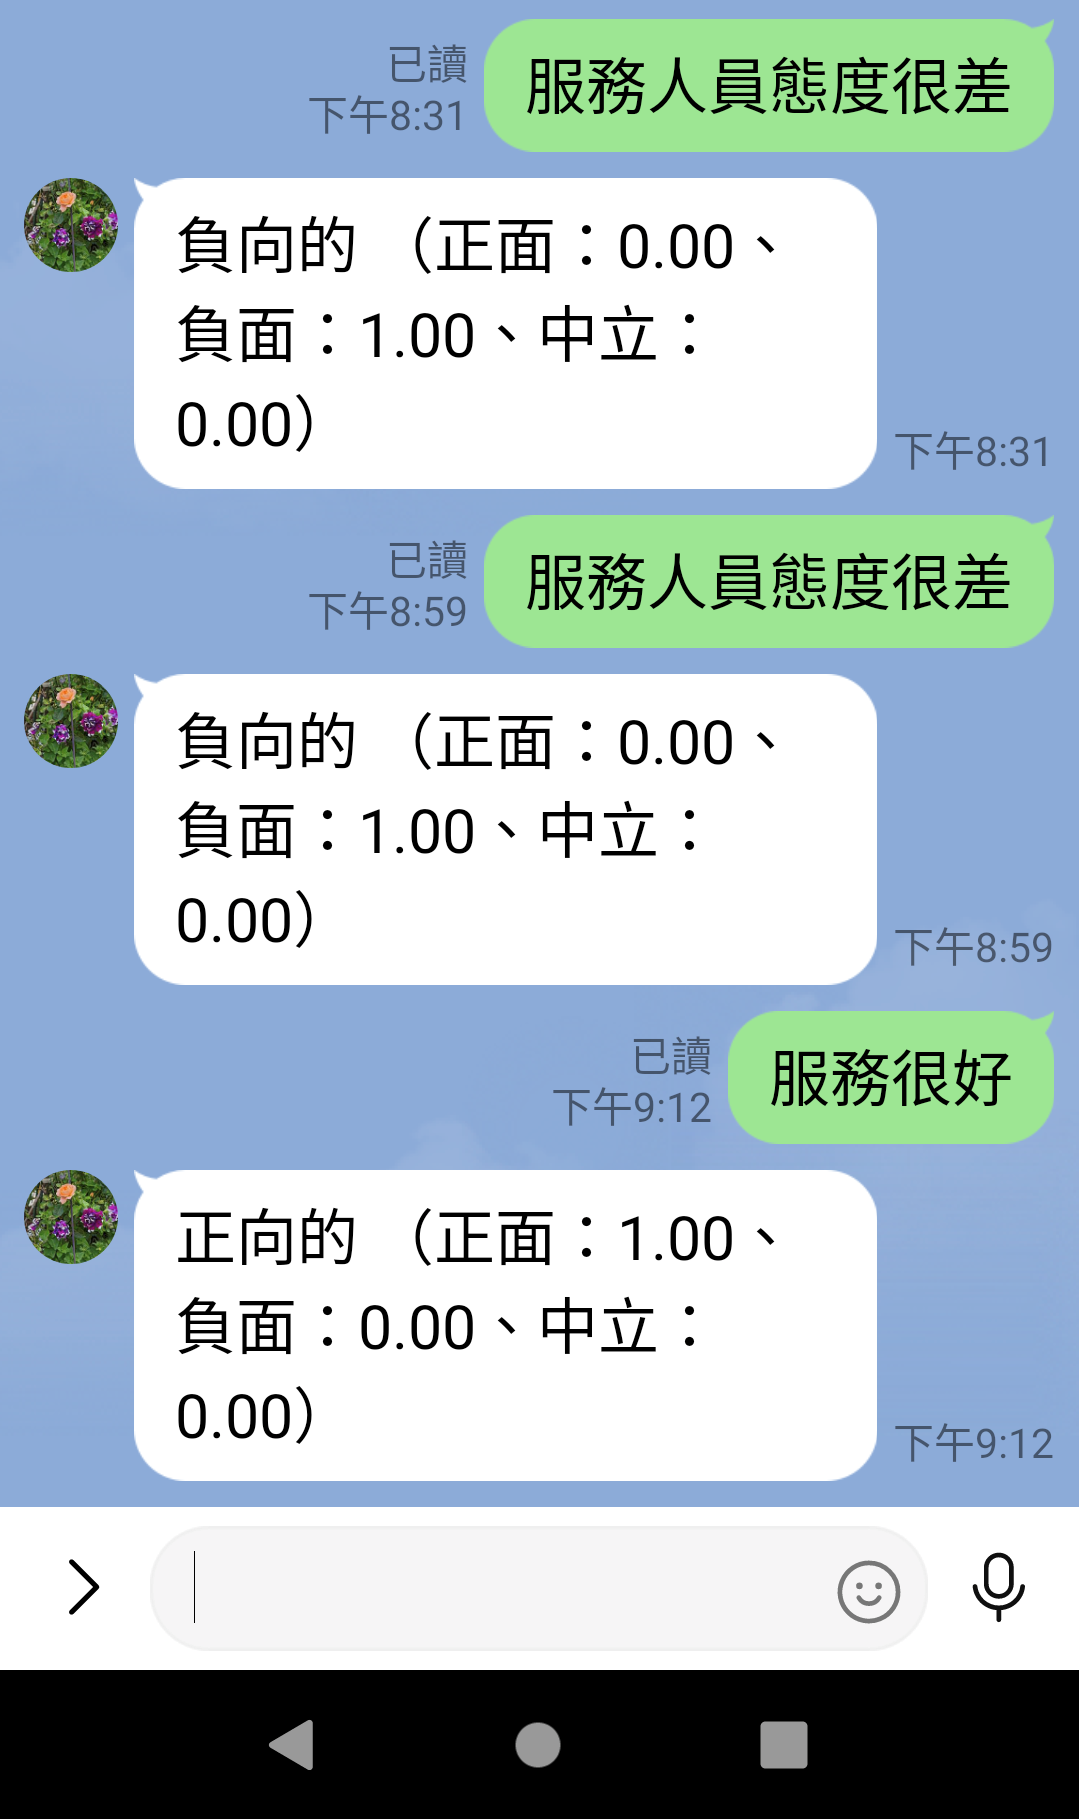 已讀
下午8:31
服務人員態度很差
負向的 （正面：0.00、
負面：1.00、中立：
0.00）
下午8:31
已讀
下午8:59
服務人員態度很差
負向的 （正面：0.00、
負面：1.00、中立：
0.00）
下午8:59
已讀
下午9:12
服務很好
正向的 （正面：1.00、
負面：0.00、中立：
0.00）
下午9:12